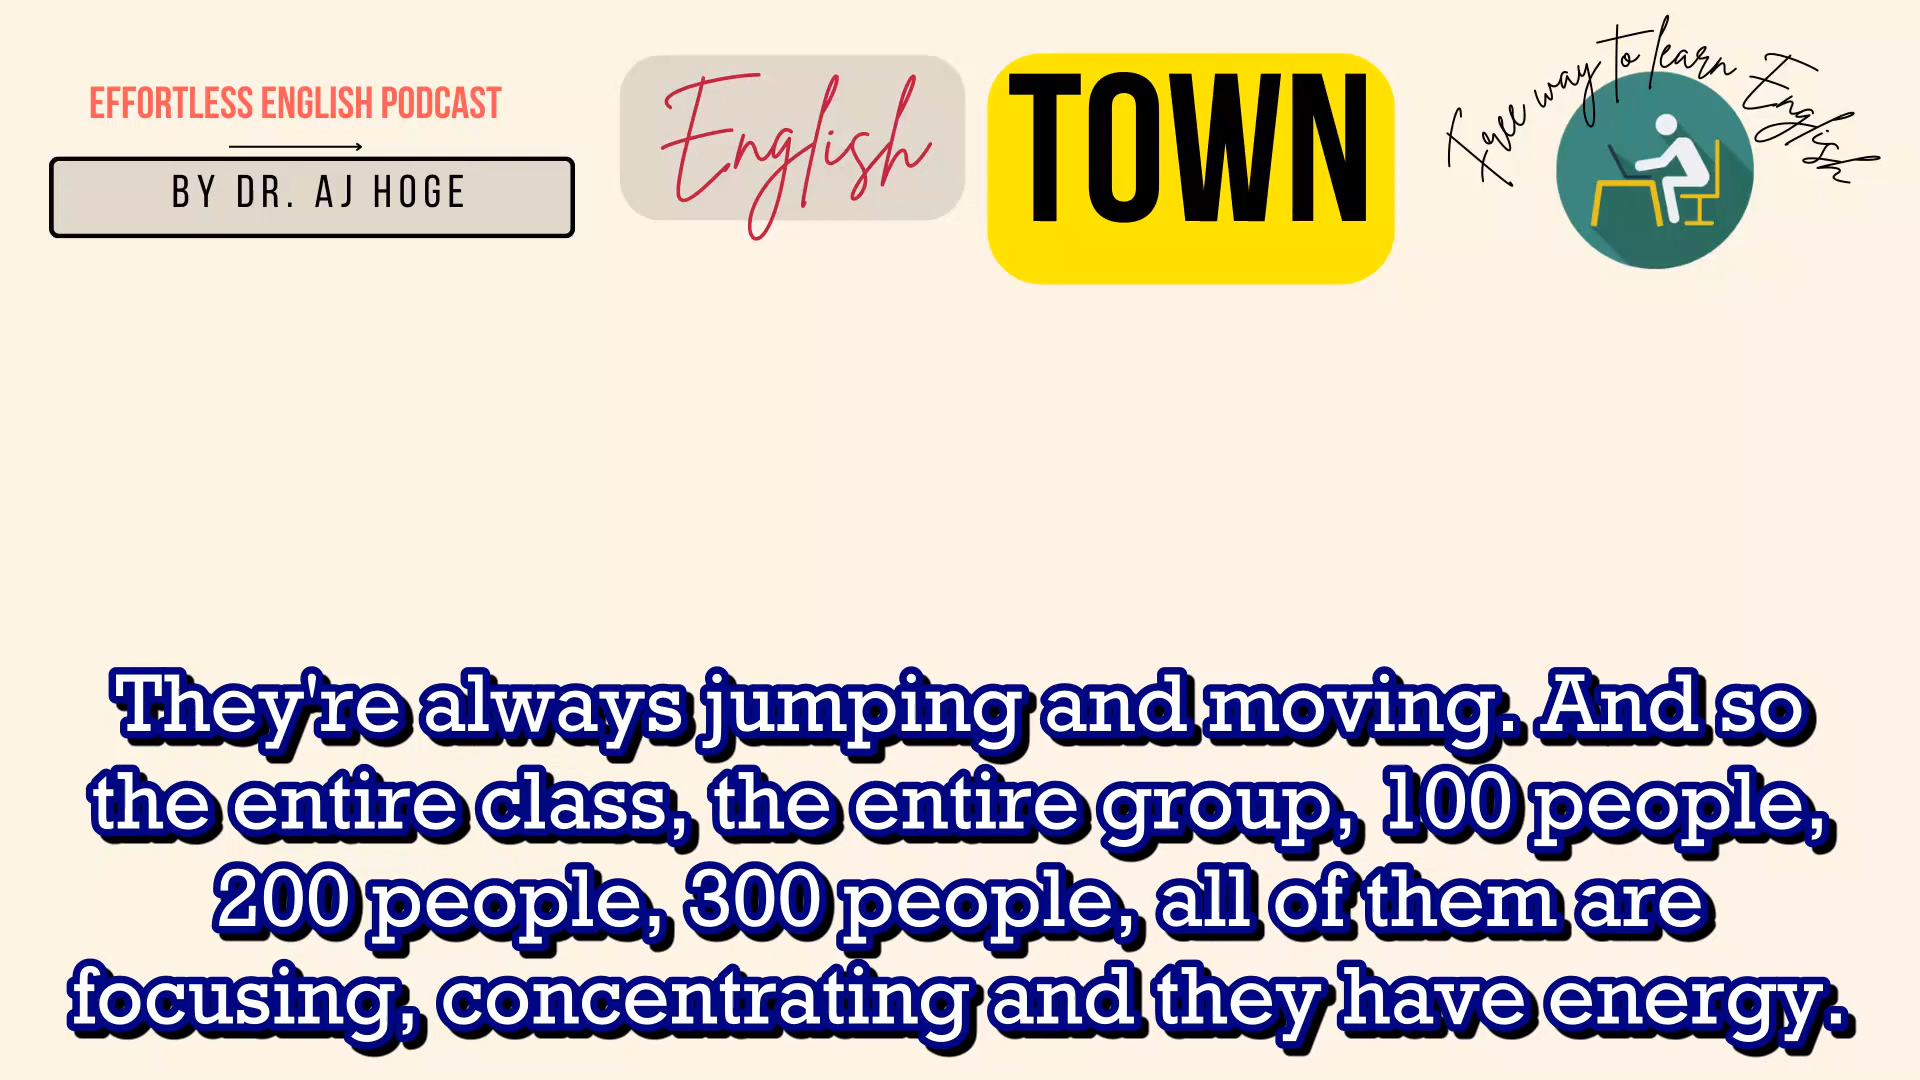 EFFORTLESS ENGLISH PODCAST
BY DR. AJ HOGE
English
TOWN
Free way to learn English
They're always jumping and moving. And so
the entire class, the entire group, 100 people,
200 people, 300 people, all of them are
focusing, concentrating and they have energy.